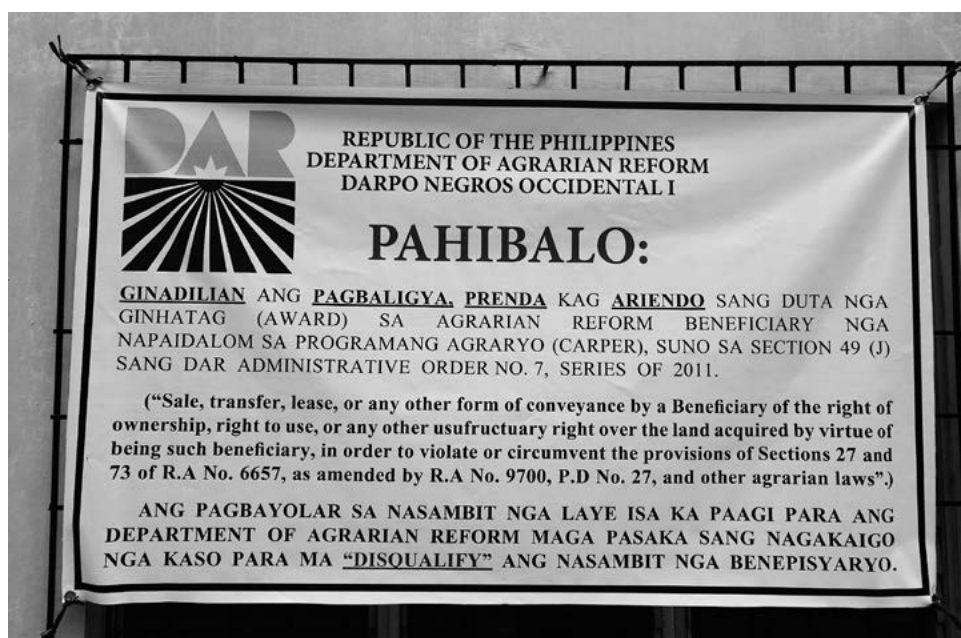 DAR
REPUBLIC OF THE PHILIPPINES
DEPARTMENT OF AGRARIAN REFORM
DARPO NEGROS OCCIDENTAL I
PAHIBALO:
GINADILIAN ANG PAGBALIGYA, PRENDA KAG ARIENDO SANG DUTA NGA
GINHATAG (AWARD) SA AGRARIAN REFORM BENEFICIARY NGA
NAPAIDALOM SA PROGRAMANG AGRARYO (CARPER), SUNO SA SECTION 49 (J)
SANG DAR ADMINISTRATIVE ORDER NO. 7, SERIES OF 2011.
("Sale, transfer, lease, or any other form of conveyance by a Beneficiary of the right of
ownership, right to use, or any other usufructuary right over the land acquired by virtue of
being such beneficiary, in order to violate or circumvent the provisions of Sections 27 and
73 of R.A No. 6657, as amended by R.A No. 9700, P.D No. 27, and other agrarian laws".)
ANG PAGBAYOLAR SA NASAMBIT NGA LAYE ISA KA PAAGI PARA ANG
DEPARTMENT OF AGRARIAN REFORM MAGA PASAKA SANG NAGAKAIGO
NGA KASO PARA MA "DISQUALIFY" ANG NASAMBIT NGA BENEPISYARYO.